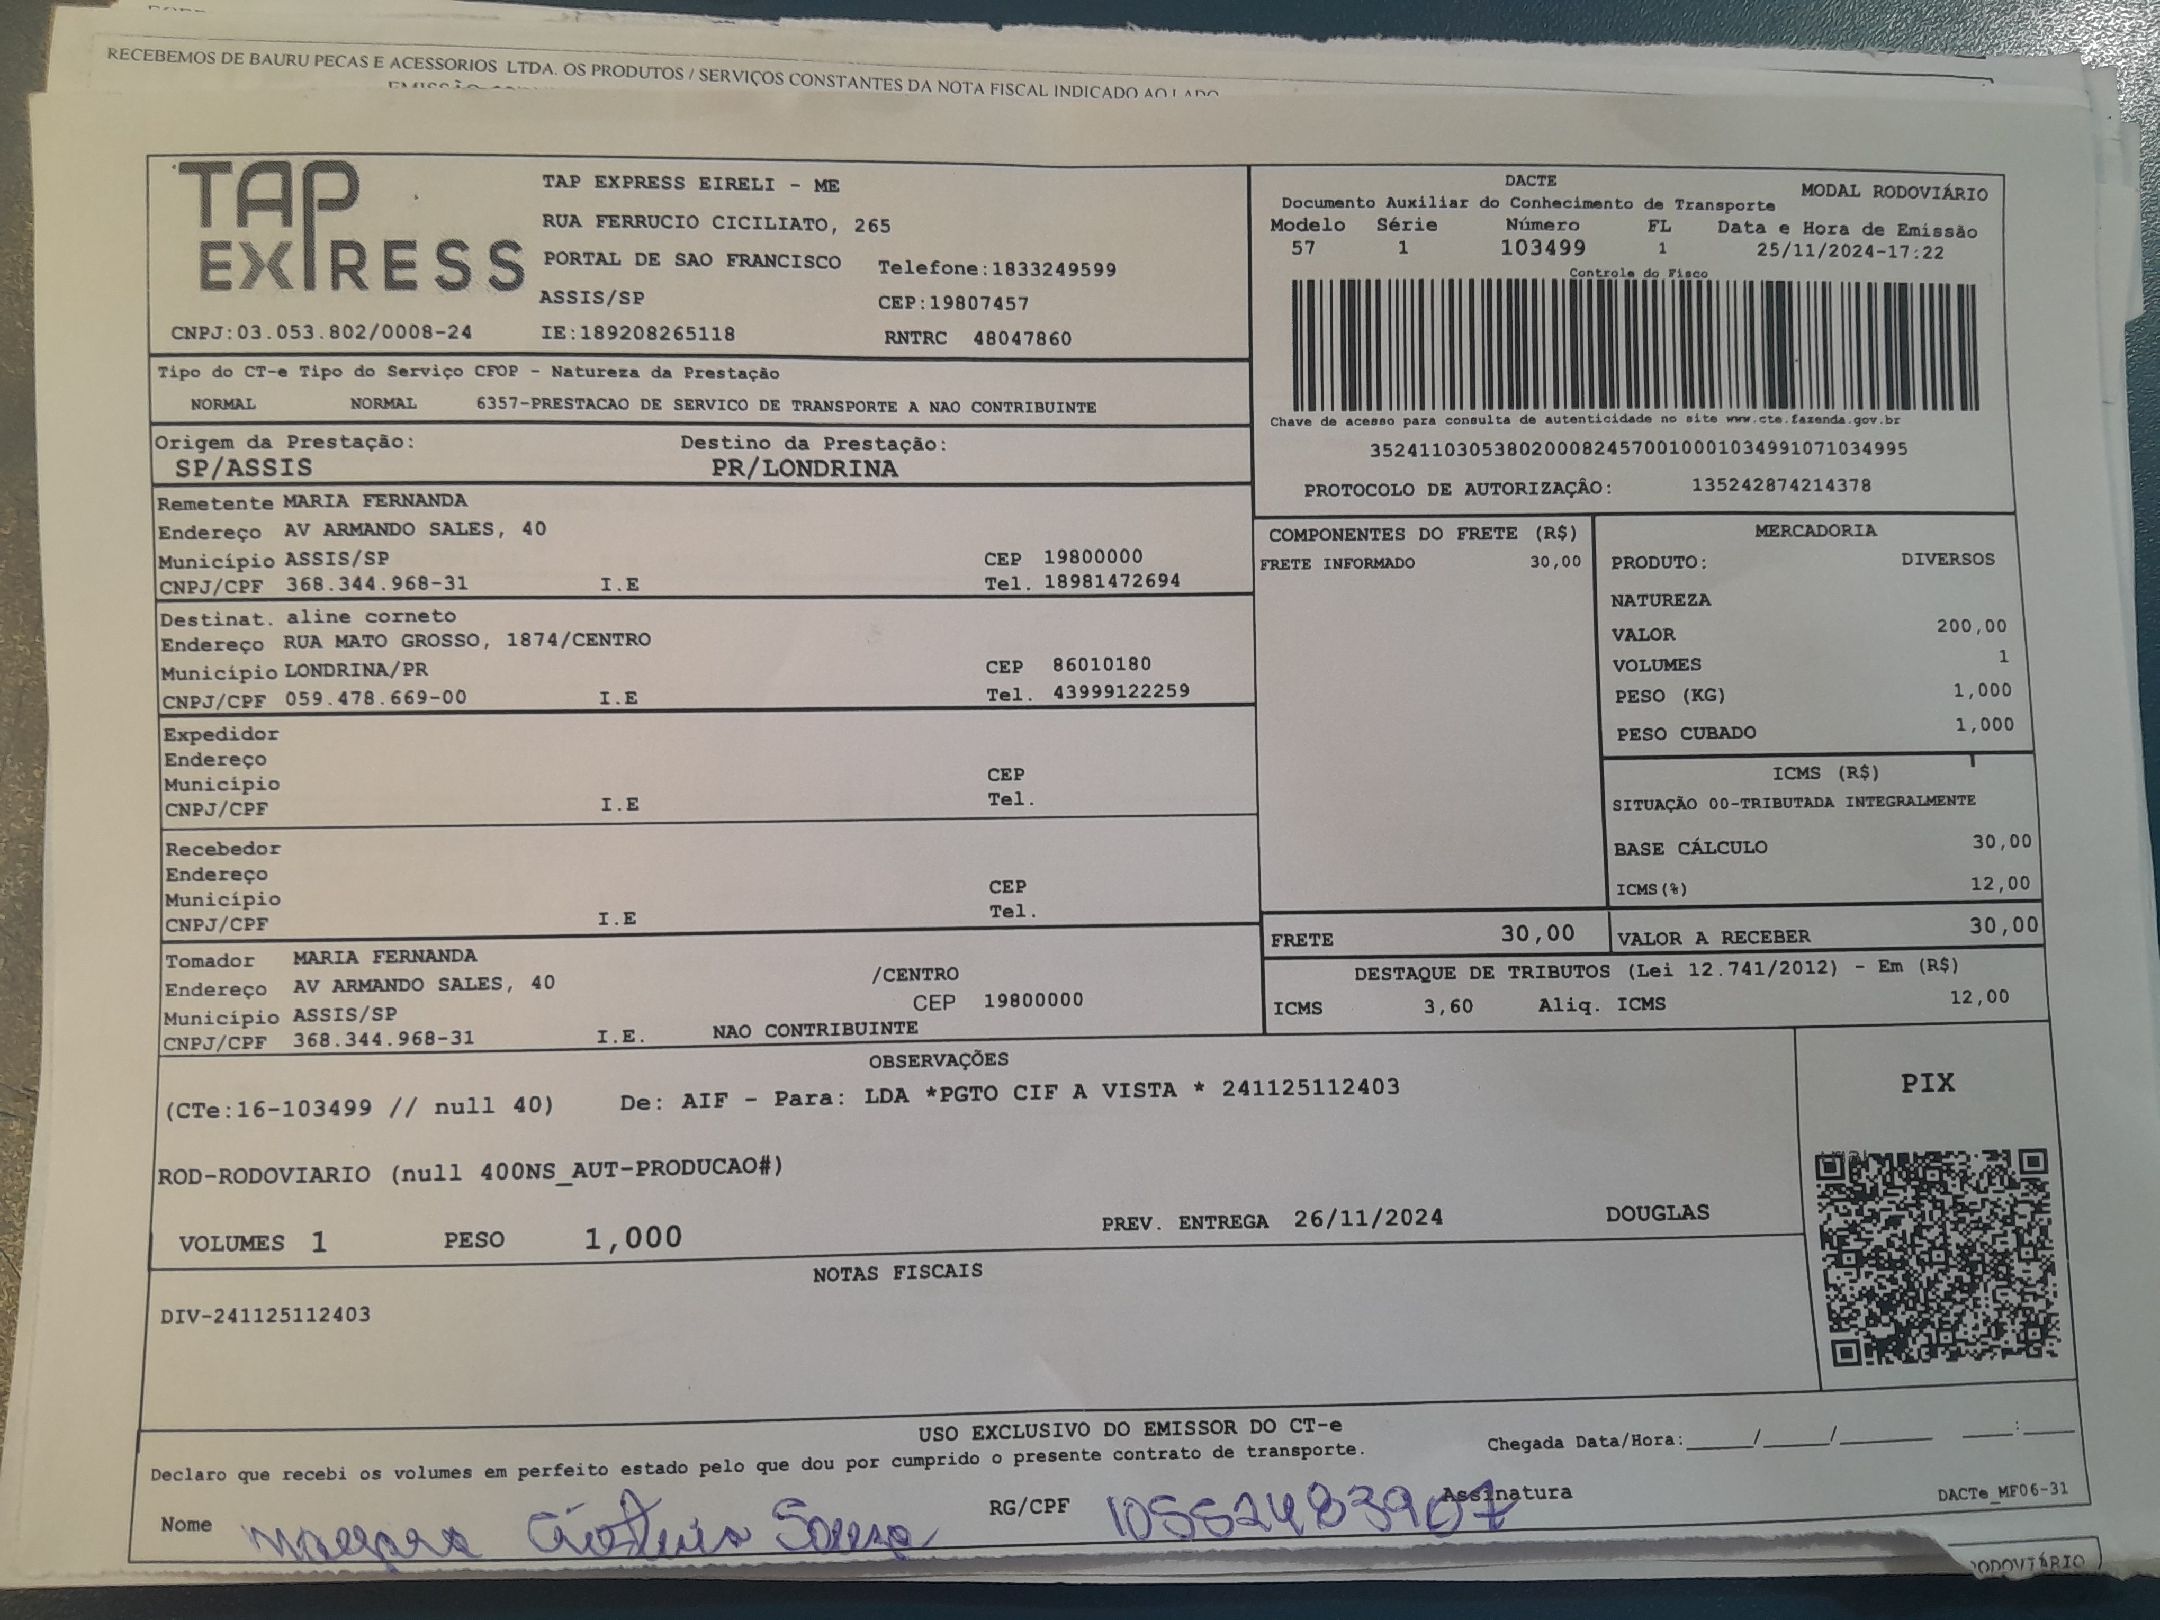 RECEBEMOS DE BAURU PECAS E ACESSORIOS LTDA. OS PRODUTOS / SERVIÇOS CONSTANTES DA NOTA FISCAL INDICADO AO LADO
TAP EXPRESS
TAP EXPRESS EIRELI - ME
RUA FERRUCIO CICILIATO, 265
PORTAL DE SAO FRANCISCO Telefone:1833249599
ASSIS/SP CEP:19807457
CNPJ:03.053.802/0008-24 IE:189208265118 RNTRC 48047860
DACTE MODAL RODOVIÁRIO
Documento Auxiliar do Conhecimento de Transporte
Modelo Série Número FL Data e Hora de Emissão
57 1 103499 1 25/11/2024-17:22
Controle do Fisco
Chave de acesso para consulta de autenticidade no site www.cte.fazenda.gov.br
35241103053802000824570010001034991071034995
PROTOCOLO DE AUTORIZAÇÂO: 135242874214378
Tipo do CT-e Tipo do Serviço CFOP - Natureza da Prestação
NORMAL NORMAL 6357-PRESTACAO DE SERVICO DE TRANSPORTE A NAO CONTRIBUINTE
Origem da Prestação: Destino da Prestação:
SP/ASSIS PR/LONDRINA
Remetente MARIA FERNANDA
Endereço AV ARMANDO SALES, 40
Município ASSIS/SP CEP 19800000
CNPJ/CPF 368.344.968-31 I.E Tel. 18981472694
Destinat. aline corneto
Endereço RUA MATO GROSSO, 1874/CENTRO
Município LONDRINA/PR CEP 86010180
CNPJ/CPF 059.478.669-00 I.E Tel. 43999122259
Expedidor
Endereço
Município CEP
CNPJ/CPF I.E Tel.
Recebedor
Endereço
Município CEP
CNPJ/CPF I.E Tel.
Tomador MARIA FERNANDA
Endereço AV ARMANDO SALES, 40 /CENTRO
Município ASSIS/SP CEP 19800000
CNPJ/CPF 368.344.968-31 I.E. NAO CONTRIBUINTE
COMPONENTES DO FRETE (R$)
FRETE INFORMADO 30,00
MERCADORIA
PRODUTO: DIVERSOS
NATUREZA
VALOR 200,00
VOLUMES 1
PESO (KG) 1,000
PESO CUBADO 1,000
ICMS (R$)
SITUAÇÃO 00-TRIBUTADA INTEGRALMENTE
BASE CÁLCULO 30,00
ICMS(%) 12,00
FRETE 30,00 VALOR A RECEBER 30,00
DESTAQUE DE TRIBUTOS (Lei 12.741/2012) - Em (R$)
ICMS 3,60 Aliq. ICMS 12,00
OBSERVAÇÕES
(CTe:16-103499 // null 40) De: AIF - Para: LDA *PGTO CIF A VISTA * 241125112403
ROD-RODOVIARIO (null 400NS_AUT-PRODUCAO#)
VOLUMES 1 PESO 1,000 PREV. ENTREGA 26/11/2024 DOUGLAS
PIX
NOTAS FISCAIS
DIV-241125112403
USO EXCLUSIVO DO EMISSOR DO CT-e
Declaro que recebi os volumes em perfeito estado pelo que dou por cumprido o presente contrato de transporte. Chegada Data/Hora:_____/_____/_______ ____:____
Nome Souza RG/CPF 10552483907 Assinatura DACTe_MF06-31
RODOVIÁRIO